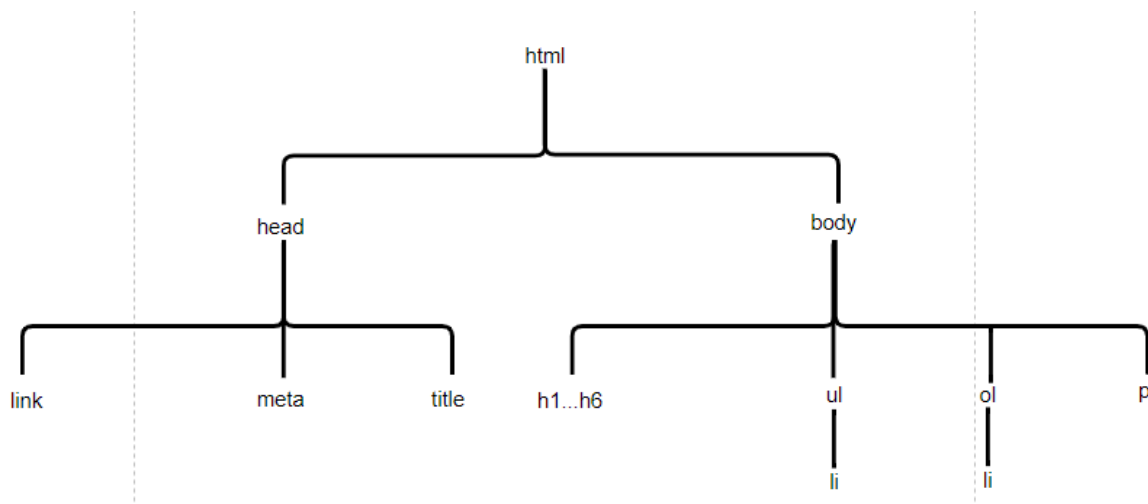 html
head
body
link
meta
title
h1...h6
ul
ol
p
li
li